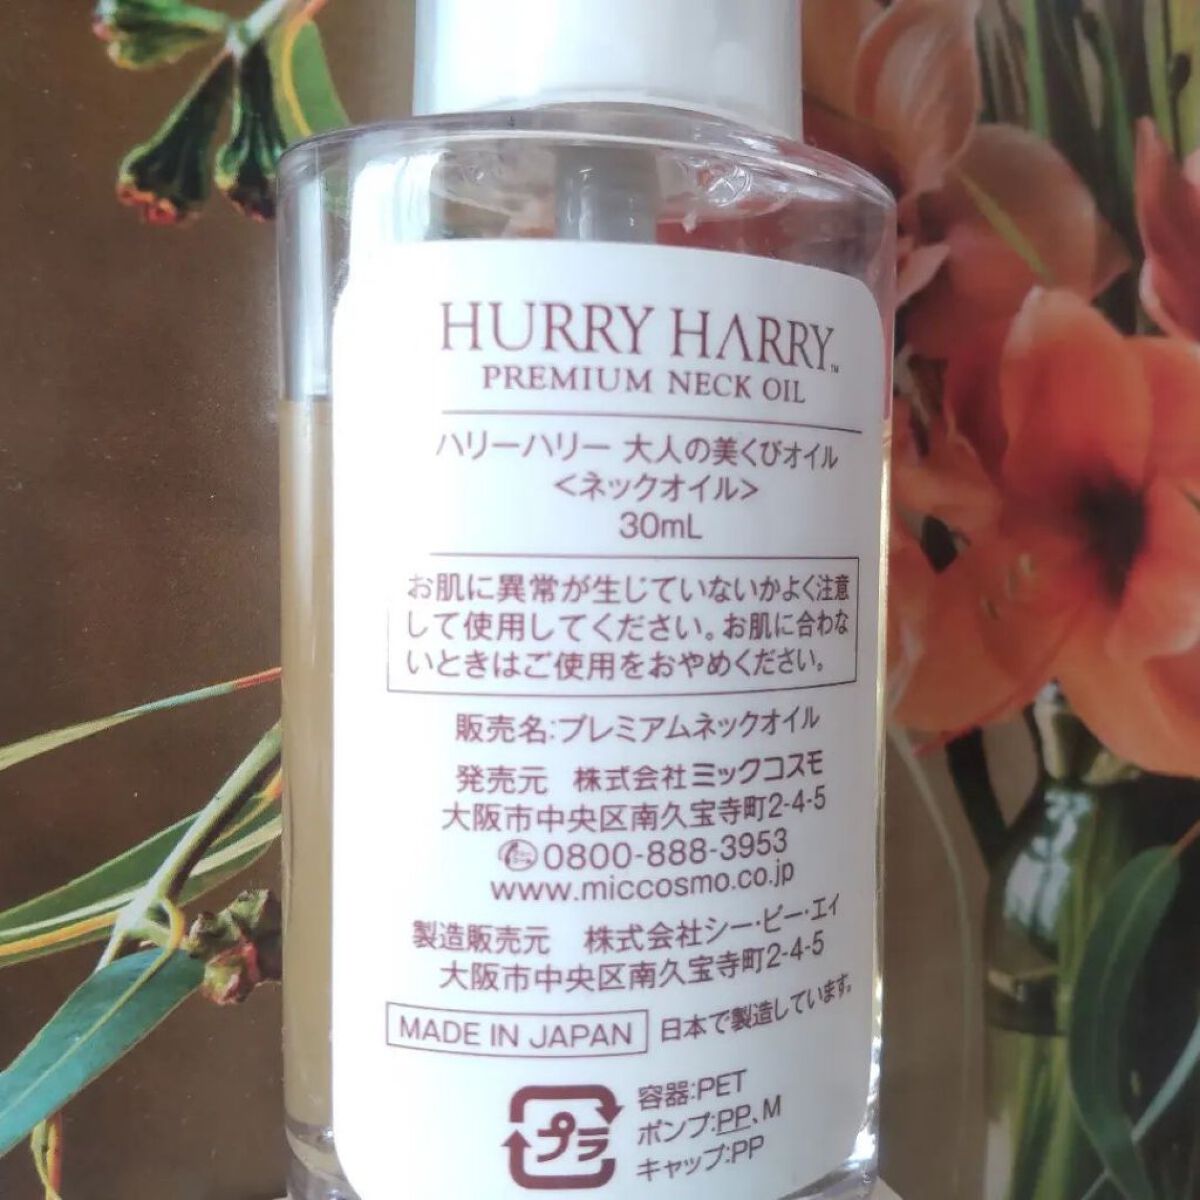 HURRY HARRY™
PREMIUM NECK OIL
ハリーハリー 大人の美くびオイル
<ネックオイル>
30mL
お肌に異常が生じていないかよく注意
して使用してください。お肌に合わな
いときはご使用をおやめください。
販売名:プレミアムネックオイル
発売元 株式会社ミックコスモ
大阪市中央区南久宝寺町2-4-5
0800-888-3953
www.miccosmo.co.jp
製造販売元 株式会社シー・ビー・エイ
大阪市中央区南久宝寺町2-4-5
MADE IN JAPAN 日本で製造しています。
プラ
容器:PET
ポンプ:PP、M
キャップ:PP